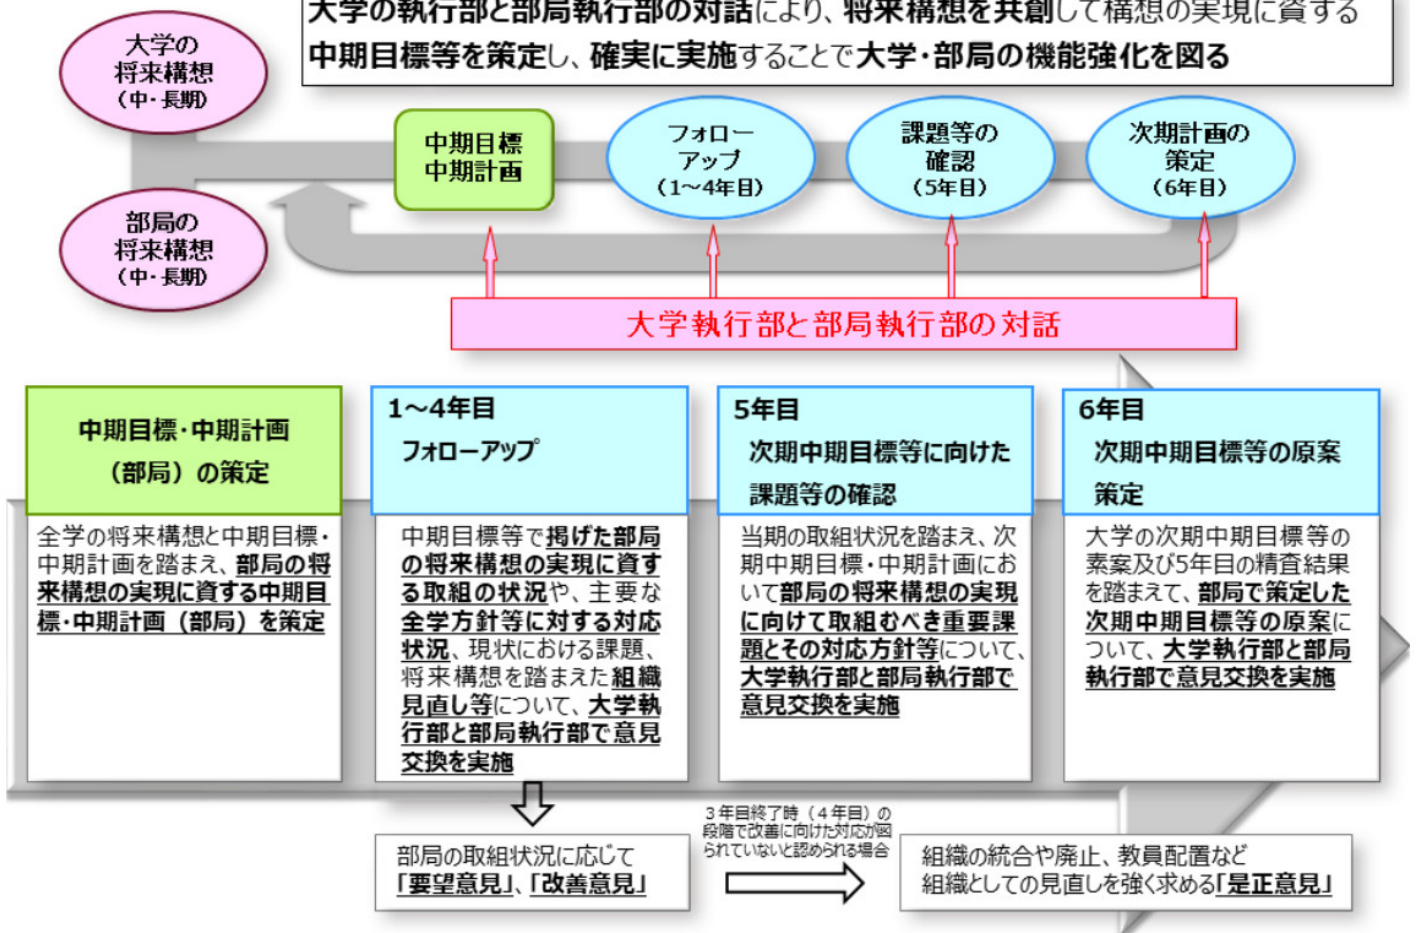 大学の執行部と部局執行部の対話により、将来構想を共創して構想の実現に資する
中期目標等を策定し、確実に実施することで大学・部局の機能強化を図る
大学の
将来構想
（中・長期）
中期目標
中期計画
フォロー
アップ
（1～4年目）
課題等の
確認
（5年目）
次期計画の
策定
（6年目）
部局の
将来構想
（中・長期）
大学執行部と部局執行部の対話
中期目標・中期計画
（部局）の策定
全学の将来構想と中期目標・
中期計画を踏まえ、部局の将
来構想の実現に資する中期目
標・中期計画（部局）を策定
1～4年目
フォローアップ
中期目標等で掲げた部局
の将来構想の実現に資す
る取組の状況や、主要な
全学方針等に対する対応
状況、現状における課題、
将来構想を踏まえた組織
見直し等について、大学執
行部と部局執行部で意見
交換を実施
5年目
次期中期目標等に向けた
課題等の確認
当期の取組状況を踏まえ、次
期中期目標・中期計画にお
いて部局の将来構想の実現
に向けて取組むべき重要課
題とその対応方針等について、
大学執行部と部局執行部で
意見交換を実施
6年目
次期中期目標等の原案
策定
大学の次期中期目標等の
素案及び5年目の精査結果
を踏まえて、部局で策定した
次期中期目標等の原案に
ついて、大学執行部と部局
執行部で意見交換を実施
部局の取組状況に応じて
「要望意見」、「改善意見」
３年目終了時（４年目）の
段階で改善に向けた対応が図
られていないと認められる場合
組織の統合や廃止、教員配置など
組織としての見直しを強く求める「是正意見」